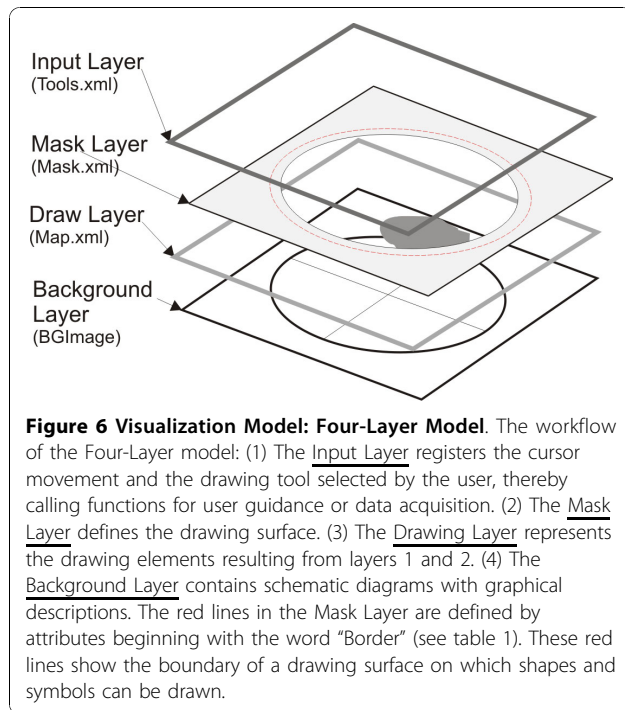 Input Layer
(Tools.xml)
Mask Layer
(Mask.xml)
Draw Layer
(Map.xml)
Background
Layer
(BGImage)
Figure 6 Visualization Model: Four-Layer Model. The workflow
of the Four-Layer model: (1) The Input Layer registers the cursor
movement and the drawing tool selected by the user, thereby
calling functions for user guidance or data acquisition. (2) The Mask
Layer defines the drawing surface. (3) The Drawing Layer represents
the drawing elements resulting from layers 1 and 2. (4) The
Background Layer contains schematic diagrams with graphical
descriptions. The red lines in the Mask Layer are defined by
attributes beginning with the word “Border” (see table 1). These red
lines show the boundary of a drawing surface on which shapes and
symbols can be drawn.